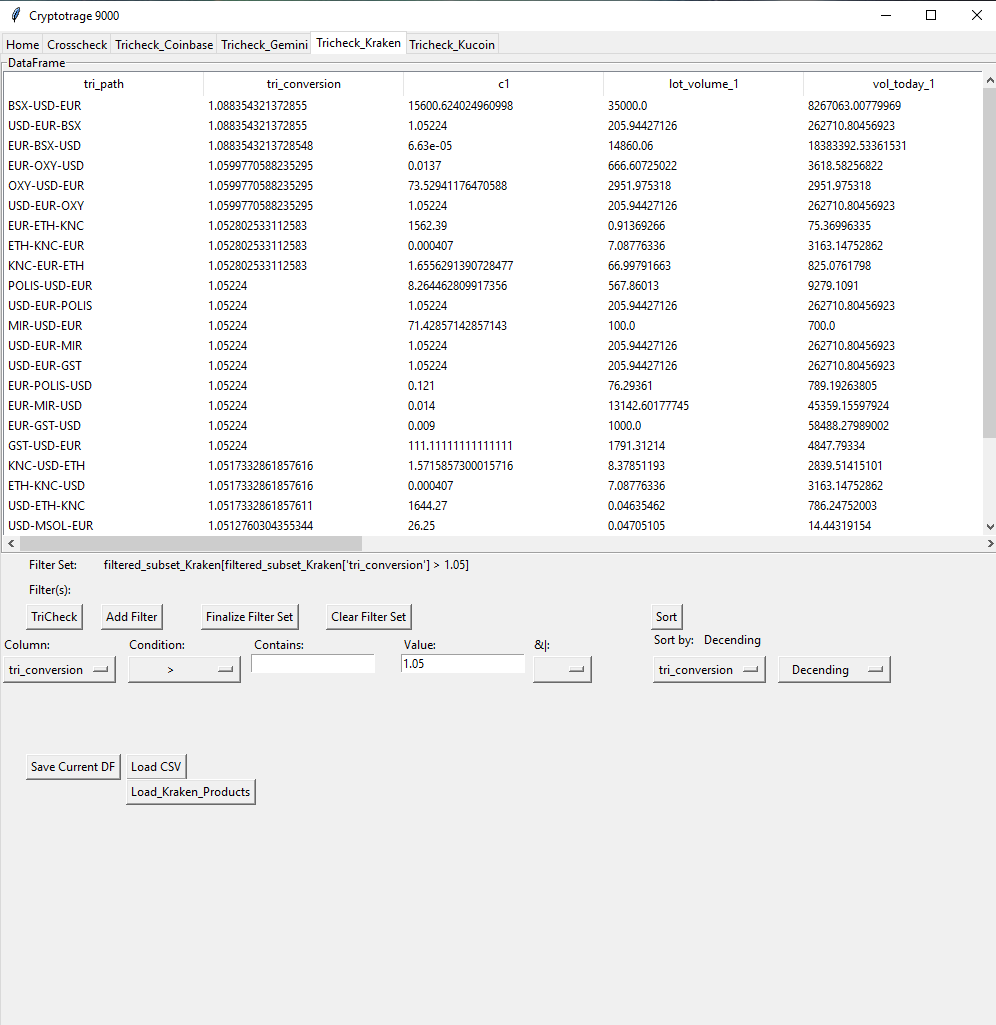 Cryptotrage 9000
Home Crosscheck Tricheck_Coinbase Tricheck_Gemini Tricheck_Kraken Tricheck_Kucoin
DataFrame
tri_path tri_conversion c1 lot_volume_1 vol_today_1
BSX-USD-EUR 1.088354321372855 15600.624024960998 35000.0 8267063.00779969
USD-EUR-BSX 1.088354321372855 1.05224 205.94427126 262710.80456923
EUR-BSX-USD 1.0883543213728548 6.63e-05 14860.06 18383392.53361531
EUR-OXY-USD 1.0599770588235295 0.0137 666.60725022 3618.58256822
OXY-USD-EUR 1.0599770588235295 73.52941176470588 2951.975318 2951.975318
USD-EUR-OXY 1.0599770588235295 1.05224 205.94427126 262710.80456923
EUR-ETH-KNC 1.052802533112583 1562.39 0.91369266 75.36996335
ETH-KNC-EUR 1.052802533112583 0.000407 7.08776336 3163.14752862
KNC-EUR-ETH 1.052802533112583 1.6556291390728477 66.99791663 825.0761798
POLIS-USD-EUR 1.05224 8.264462809917356 567.86013 9279.1091
USD-EUR-POLIS 1.05224 1.05224 205.94427126 262710.80456923
MIR-USD-EUR 1.05224 71.42857142857143 100.0 700.0
USD-EUR-MIR 1.05224 1.05224 205.94427126 262710.80456923
USD-EUR-GST 1.05224 1.05224 205.94427126 262710.80456923
EUR-POLIS-USD 1.05224 0.121 76.29361 789.19263805
EUR-MIR-USD 1.05224 0.014 13142.60177745 45359.15597924
EUR-GST-USD 1.05224 0.009 1000.0 58488.27989002
GST-USD-EUR 1.05224 111.11111111111111 1791.31214 4847.79334
KNC-USD-ETH 1.0517332861857616 1.5715857300015716 8.37851193 2839.51415101
ETH-KNC-USD 1.0517332861857616 0.000407 7.08776336 3163.14752862
USD-ETH-KNC 1.0517332861857611 1644.27 0.04635462 786.24752003
USD-MSOL-EUR 1.0512760304355344 26.25 0.04705105 14.44319154
Filter Set: filtered_subset_Kraken[filtered_subset_Kraken['tri_conversion'] > 1.05]
Filter(s):
TriCheck Add Filter Finalize Filter Set Clear Filter Set Sort
Sort by: Decending
Column: Condition: Contains: Value: &|:
tri_conversion > 1.05 tri_conversion Decending
Save Current DF Load CSV
Load_Kraken_Products